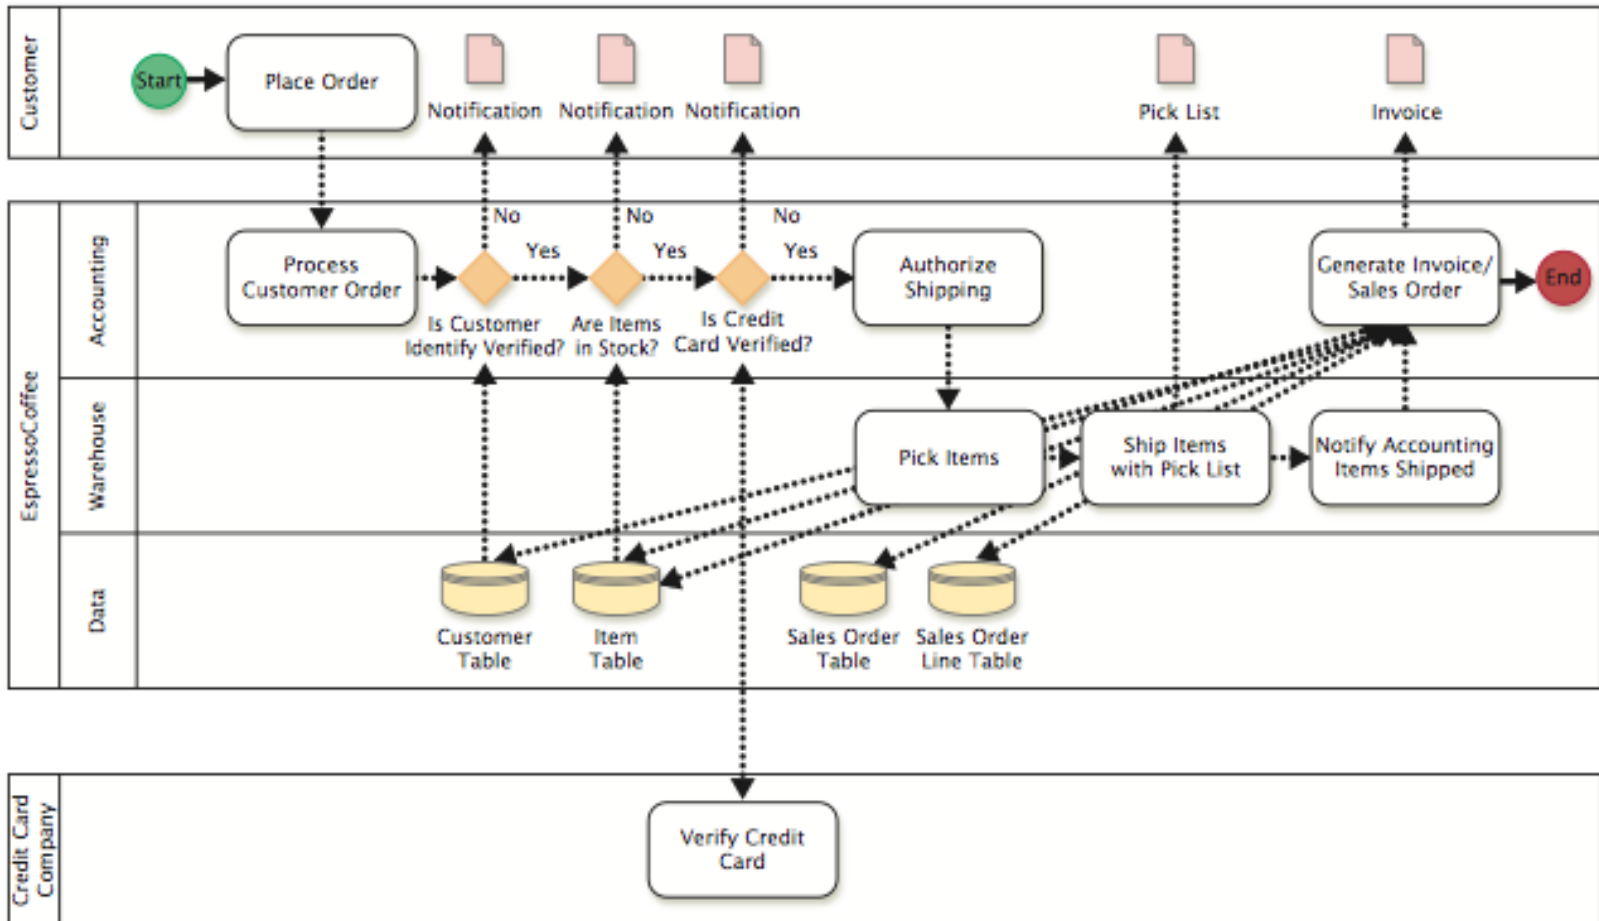 Customer
Start
Place Order
Notification
Notification
Notification
Pick List
Invoice
EspressoCoffee
Accounting
Process
Customer Order
No
Yes
Is Customer
Identify Verified?
No
Yes
Are Items
in Stock?
No
Yes
Is Credit
Card Verified?
Authorize
Shipping
Generate Invoice/
Sales Order
End
Warehouse
Pick Items
Ship Items
with Pick List
Notify Accounting
Items Shipped
Data
Customer
Table
Item
Table
Sales Order
Table
Sales Order
Line Table
Credit Card
Company
Verify Credit
Card